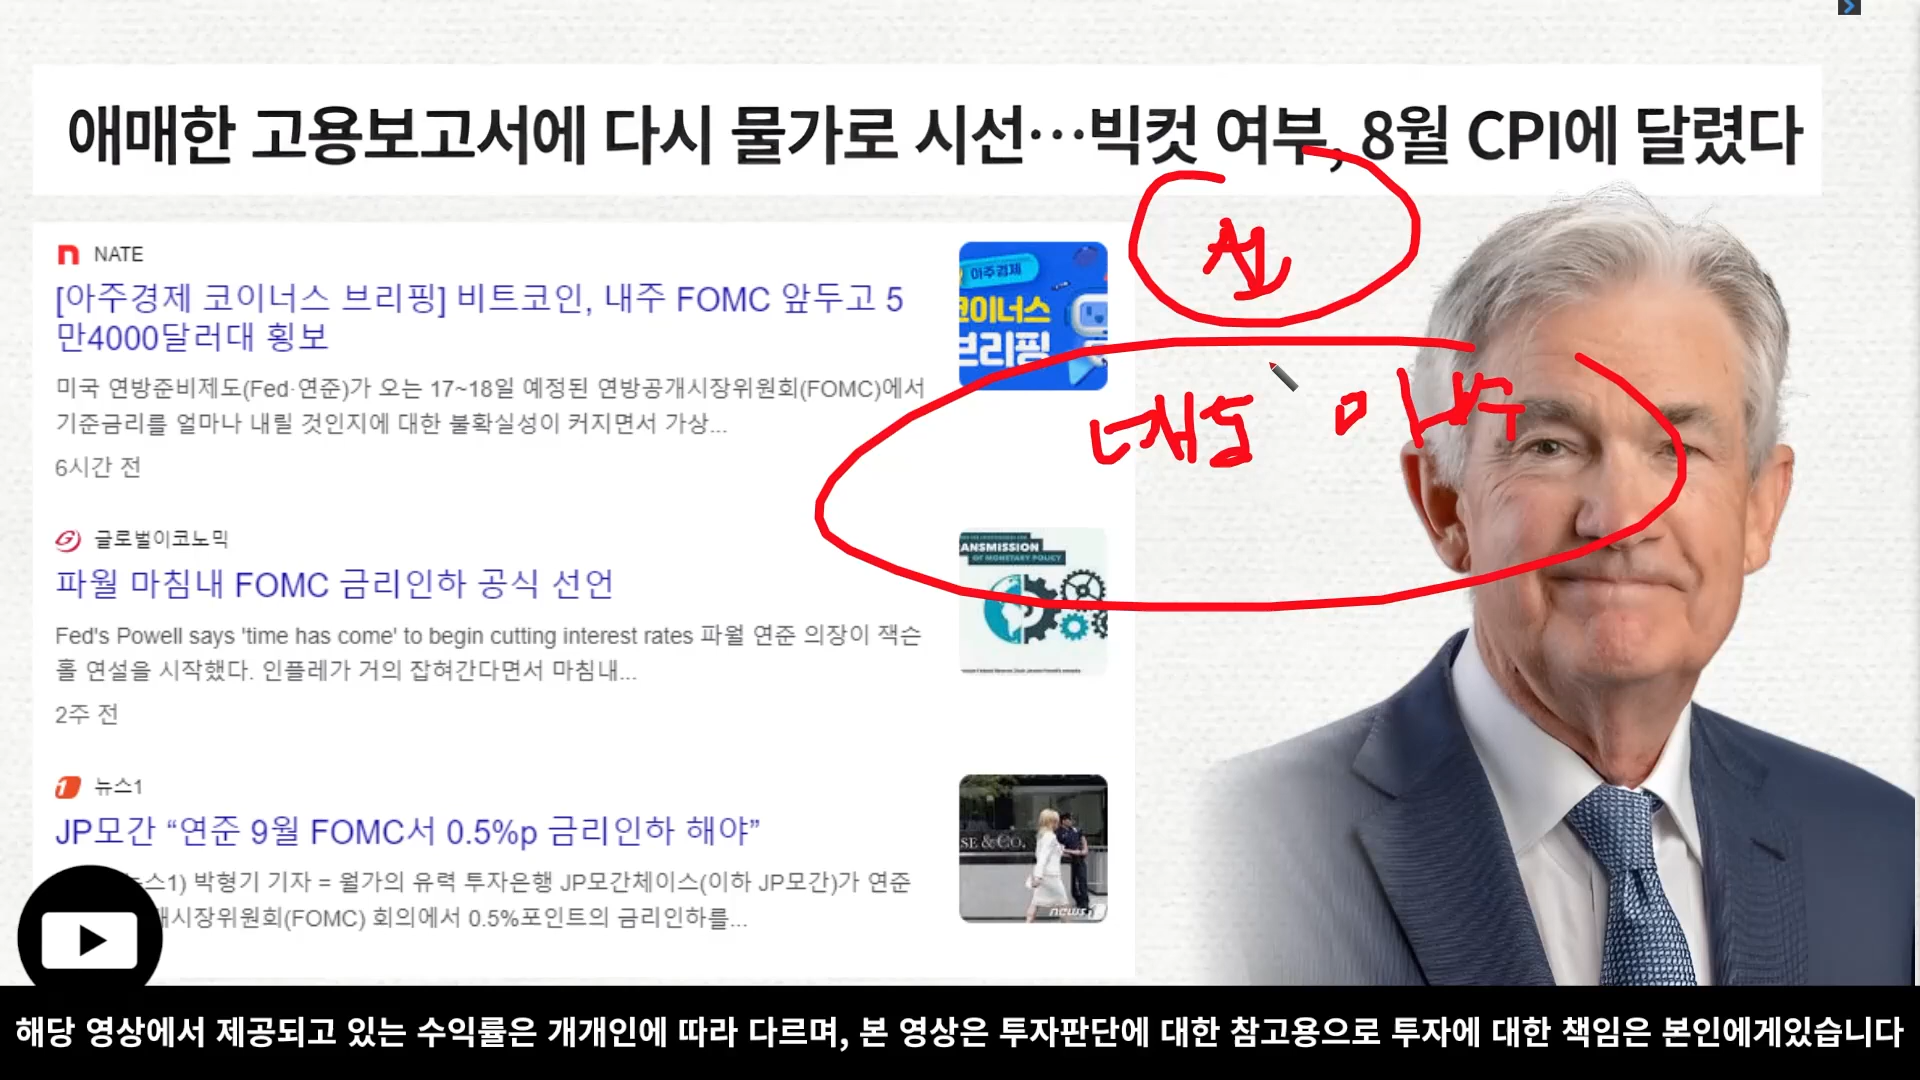 애매한 고용보고서에 다시 물가로 시선…빅컷 여부, 8월 CPI에 달렸다
NATE
[아주경제 코이너스 브리핑] 비트코인, 내주 FOMC 앞두고 5
만4000달러대 횡보
미국 연방준비제도(Fed·연준)가 오는 17~18일 예정된 연방공개시장위원회(FOMC)에서
기준금리를 얼마나 내릴 것인지에 대한 불확실성이 커지면서 가상...
6시간 전
아주경제
코이너스
브리핑
글로벌이코노믹
파월 마침내 FOMC 금리인하 공식 선언
Fed's Powell says 'time has come' to begin cutting interest rates 파월 연준 의장이 잭슨
홀 연설을 시작했다. 인플레가 거의 잡혀간다면서 마침내...
2주 전
ANSMISSION
OF MONETARY POLICY
뉴스1
JP모간 “연준 9월 FOMC서 0.5%p 금리인하 해야”
뉴스1) 박형기 기자 = 월가의 유력 투자은행 JP모간체이스(이하 JP모간)가 연준
개시장위원회(FOMC) 회의에서 0.5%포인트의 금리인하를...
SE & CO.
news1
해당 영상에서 제공되고 있는 수익률은 개개인에 따라 다르며, 본 영상은 투자판단에 대한 참고용으로 투자에 대한 책임은 본인에게있습니다